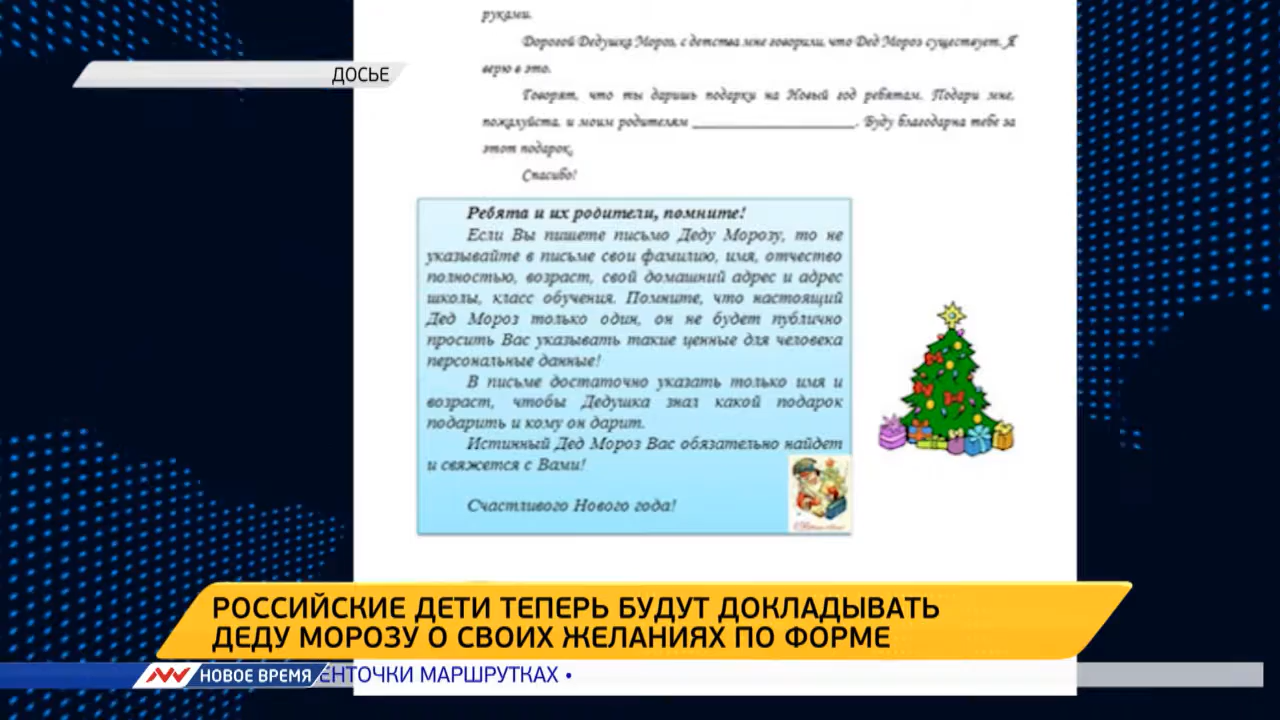 ДОСЬЕ
руками.
Дорогой Дедушка Мороз, с детства мне говорили, что Дед Мороз существует. Я
верю в это.
Говорят, что ты даришь подарки на Новый год ребятам. Подари мне,
пожалуйста, и моим родителям ____________________. Буду благодарна тебе за
этот подарок.
Спасибо!
Ребята и их родители, помните!
Если Вы пишете письмо Деду Морозу, то не
указывайте в письме свои фамилию, имя, отчество
полностью, возраст, свой домашний адрес и адрес
школы, класс обучения. Помните, что настоящий
Дед Мороз только один, он не будет публично
просить Вас указывать такие ценные для человека
персональные данные!
В письме достаточно указать только имя и
возраст, чтобы Дедушка знал какой подарок
подарить и кому он дарит.
Истинный Дед Мороз Вас обязательно найдет
и свяжется с Вами!
Счастливого Нового года!
РОССИЙСКИЕ ДЕТИ ТЕПЕРЬ БУДУТ ДОКЛАДЫВАТЬ
ДЕДУ МОРОЗУ О СВОИХ ЖЕЛАНИЯХ ПО ФОРМЕ
НОВОЕ ВРЕМЯ
ЕНТОЧКИ МАРШРУТКАХ •